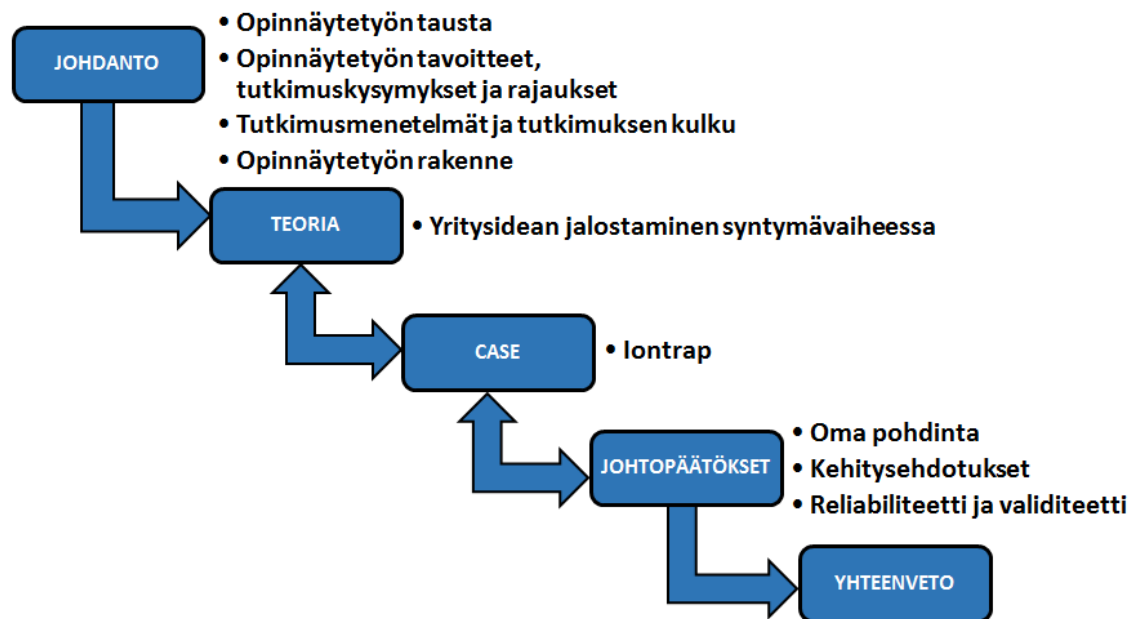 JOHDANTO
• Opinnäytetyön tausta
• Opinnäytetyön tavoitteet,
tutkimuskysymykset ja rajaukset
• Tutkimusmenetelmät ja tutkimuksen kulku
• Opinnäytetyön rakenne
TEORIA
• Yritysidean jalostaminen syntymävaiheessa
CASE
• Iontrap
JOHTOPÄÄTÖKSET
• Oma pohdinta
• Kehitysehdotukset
• Reliabiliteetti ja validiteetti
YHTEENVETO